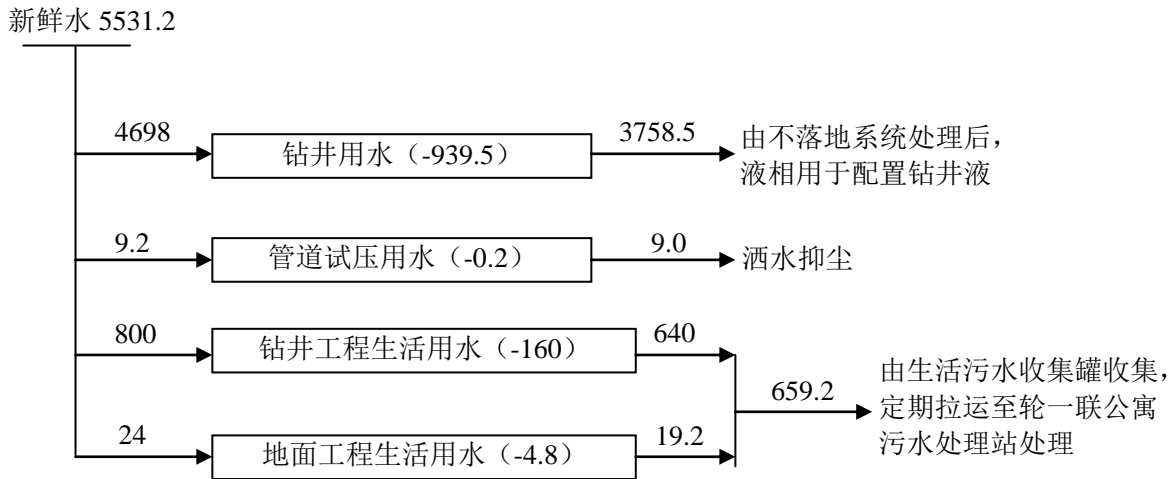 新鲜水 5531.2
4698
钻井用水（-939.5）
3758.5
由不落地系统处理后，
液相用于配置钻井液
9.2
管道试压用水（-0.2）
9.0
洒水抑尘
800
钻井工程生活用水（-160）
640
24
地面工程生活用水（-4.8）
19.2
659.2
由生活污水收集罐收集，
定期拉运至轮一联公寓
污水处理站处理